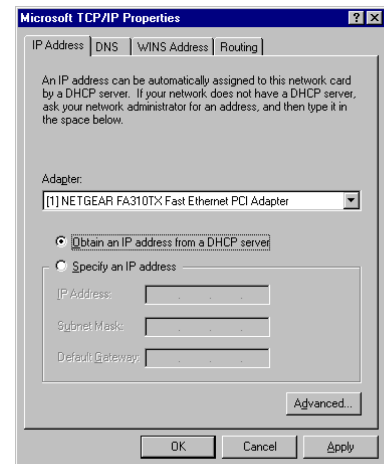 Microsoft TCP/IP Properties
IP Address DNS WINS Address Routing
An IP address can be automatically assigned to this network card
by a DHCP server. If your network does not have a DHCP server,
ask your network administrator for an address, and then type it in
the space below.
Adapter:
[1] NETGEAR FA310TX Fast Ethernet PCI Adapter
Obtain an IP address from a DHCP server
Specify an IP address
IP Address:
Subnet Mask:
Default Gateway:
Advanced...
OK Cancel Apply